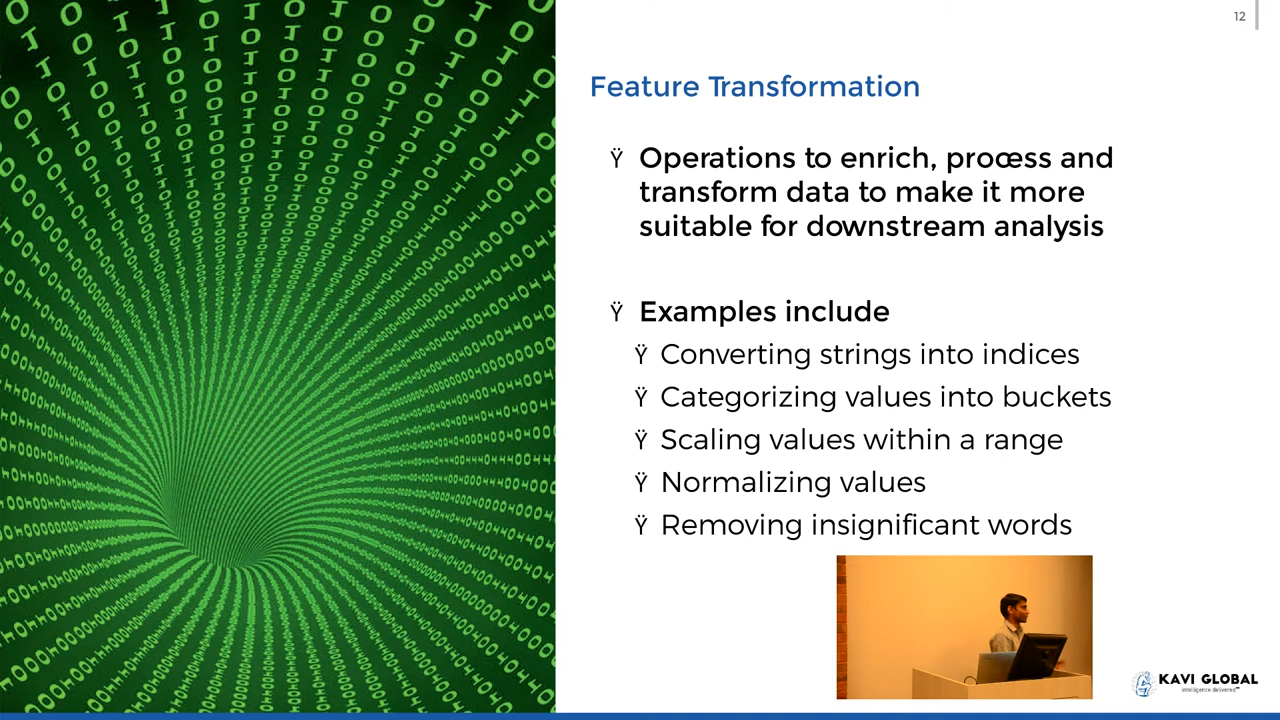 12
Feature Transformation
Ÿ Operations to enrich, process and
transform data to make it more
suitable for downstream analysis
Ÿ Examples include
Ÿ Converting strings into indices
Ÿ Categorizing values into buckets
Ÿ Scaling values within a range
Ÿ Normalizing values
Ÿ Removing insignificant words
KAVI GLOBAL
intelligence delivered℠